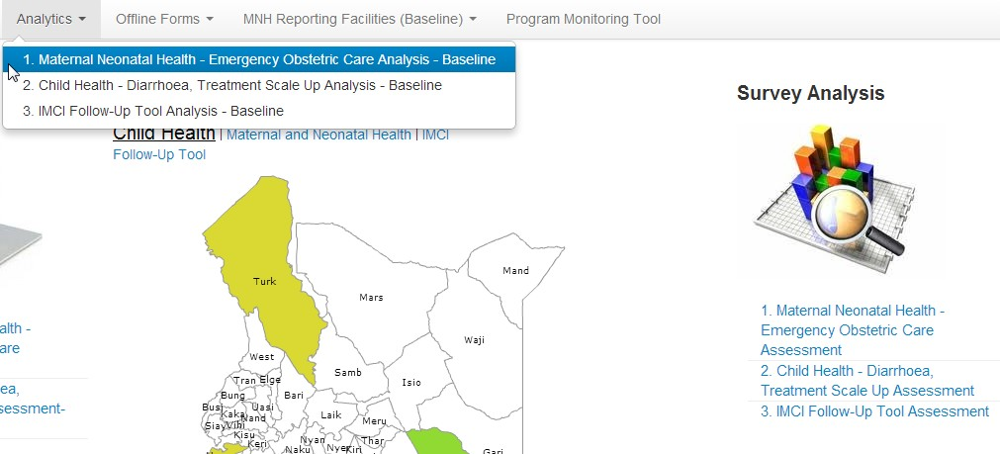 Analytics
Offline Forms
MNH Reporting Facilities (Baseline)
Program Monitoring Tool
1. Maternal Neonatal Health - Emergency Obstetric Care Analysis - Baseline
2. Child Health - Diarrhoea, Treatment Scale Up Analysis - Baseline
3. IMCI Follow-Up Tool Analysis - Baseline
Child Health | Maternal and Neonatal Health | IMCI
Follow-Up Tool
alth -
are
ea,
sessment-
Turk
Mand
Mars
Waji
West
Samb
Isio
Tran Elge
Bung
Bari
Bus
Kaka
Uasi
Nand
Laik
Meru
Siay
Vihi
Kisu
Keri
Nyan
Thar
Naku
Nye
Kiri
Gari
Survey Analysis
1. Maternal Neonatal Health -
Emergency Obstetric Care
Assessment
2. Child Health - Diarrhoea,
Treatment Scale Up Assessment
3. IMCI Follow-Up Tool Assessment